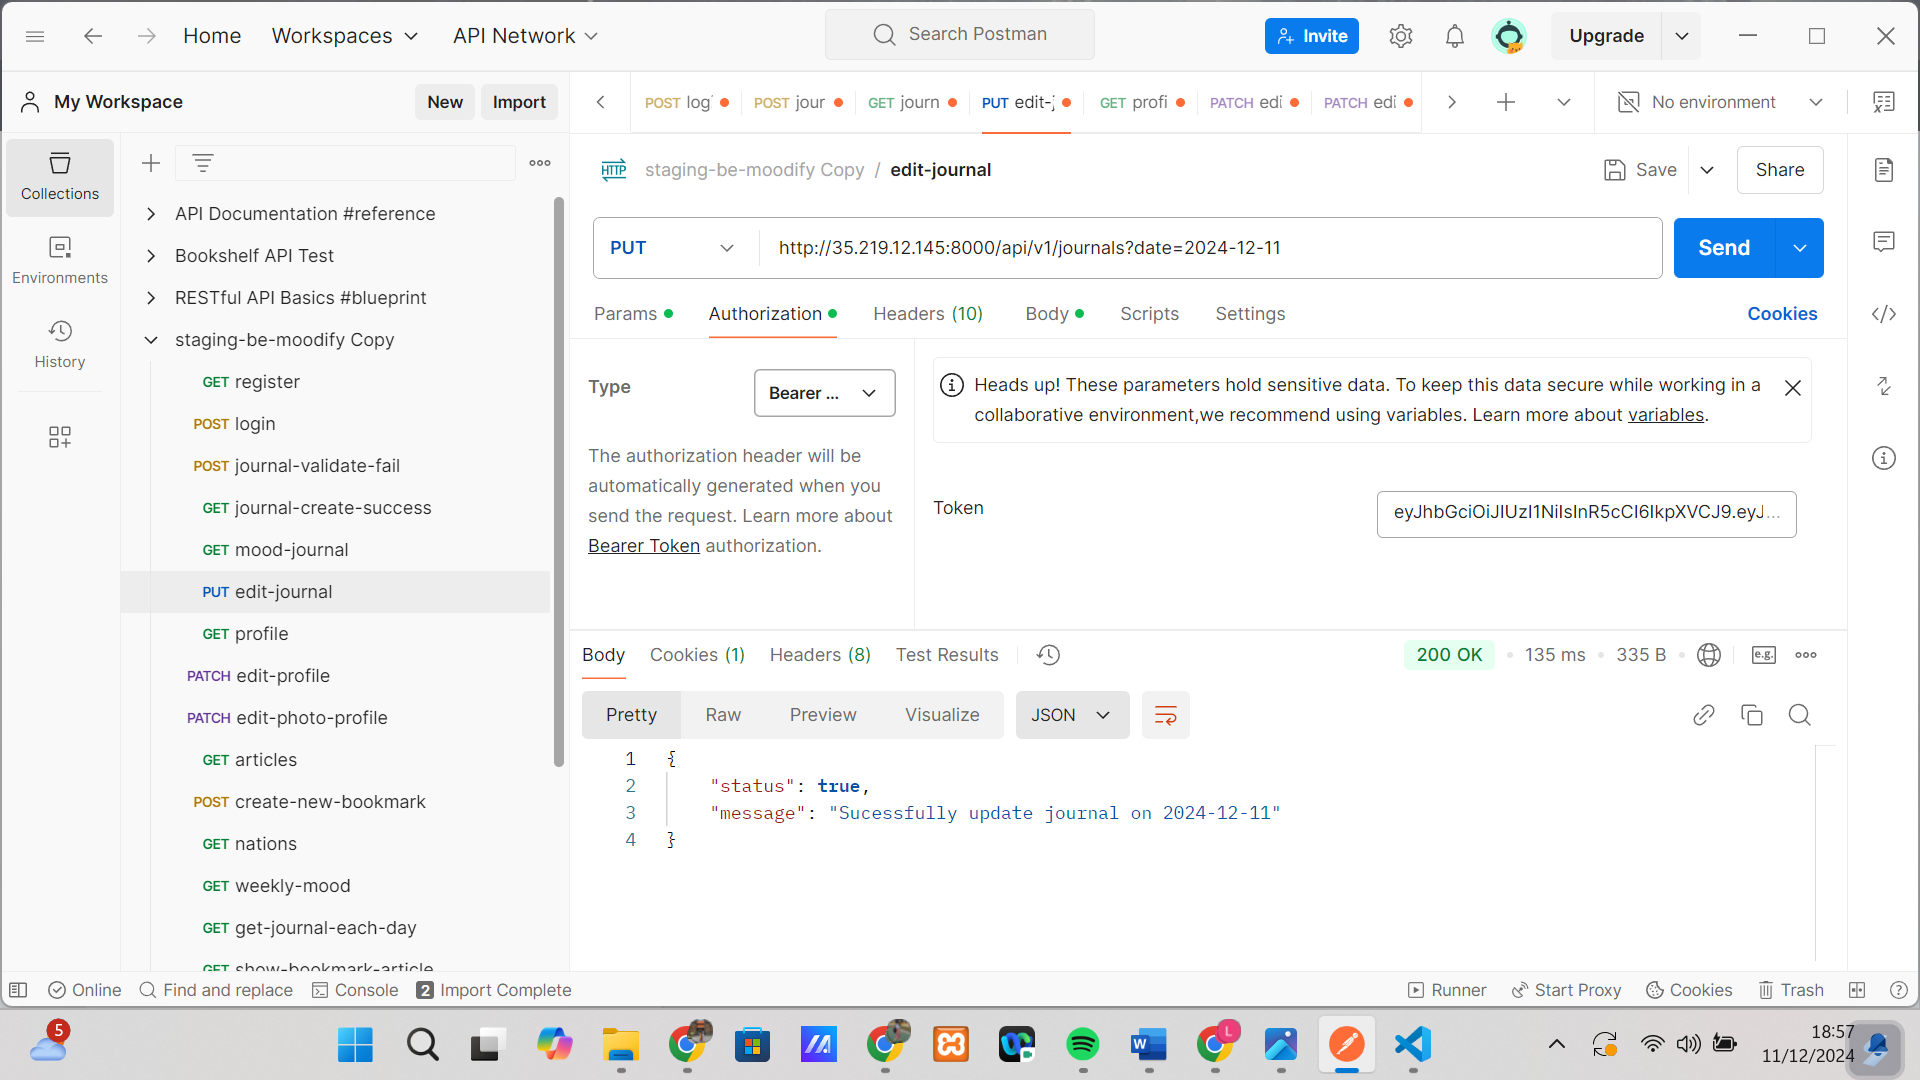 Home
Workspaces
API Network
Search Postman
Invite
Upgrade
My Workspace
New
Import
POST log
POST jour
GET journ
PUT edit-j
GET profi
PATCH edi
PATCH edi
No environment
Collections
Environments
History
API Documentation #reference
Bookshelf API Test
RESTful API Basics #blueprint
staging-be-moodify Copy
GET register
POST login
POST journal-validate-fail
GET journal-create-success
GET mood-journal
PUT edit-journal
GET profile
PATCH edit-profile
PATCH edit-photo-profile
GET articles
POST create-new-bookmark
GET nations
GET weekly-mood
GET get-journal-each-day
GET show-bookmark-article
HTTP
staging-be-moodify Copy / edit-journal
Save
Share
PUT
http://35.219.12.145:8000/api/v1/journals?date=2024-12-11
Send
Params
Authorization
Headers (10)
Body
Scripts
Settings
Cookies
Type
Bearer ...
The authorization header will be
automatically generated when you
send the request. Learn more about
Bearer Token authorization.
Heads up! These parameters hold sensitive data. To keep this data secure while working in a
collaborative environment,we recommend using variables. Learn more about variables.
Token
eyJhbGciOiJIUzI1NiIsInR5cCI6IkpXVCJ9.eyJ...
Body
Cookies (1)
Headers (8)
Test Results
200 OK
135 ms
335 B
e.g.
Pretty
Raw
Preview
Visualize
JSON
1 {
2 "status": true,
3 "message": "Sucessfully update journal on 2024-12-11"
4 }
Online
Find and replace
Console
2 Import Complete
Runner
Start Proxy
Cookies
Trash
5
W
L
18:57
11/12/2024